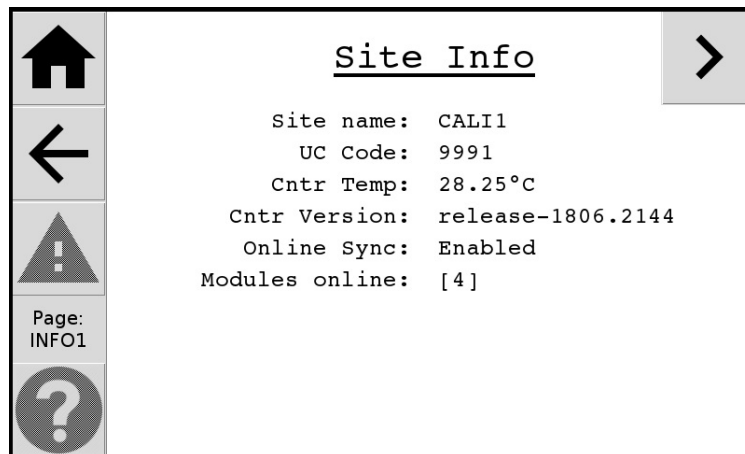 Site Info
Site name: CALI1
UC Code: 9991
Cntr Temp: 28.25°C
Cntr Version: release-1806.2144
Online Sync: Enabled
Modules online: [4]
Page:
INFO1